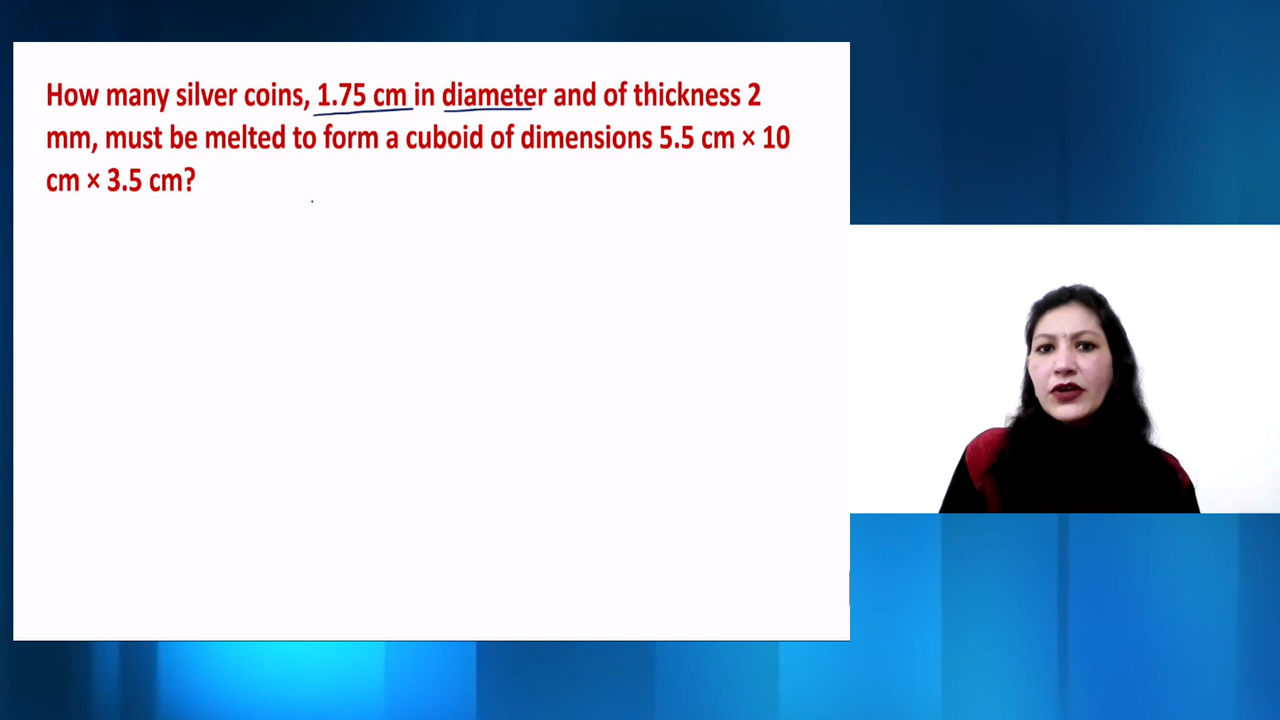 How many silver coins, 1.75 cm in diameter and of thickness 2
mm, must be melted to form a cuboid of dimensions 5.5 cm × 10
cm × 3.5 cm?